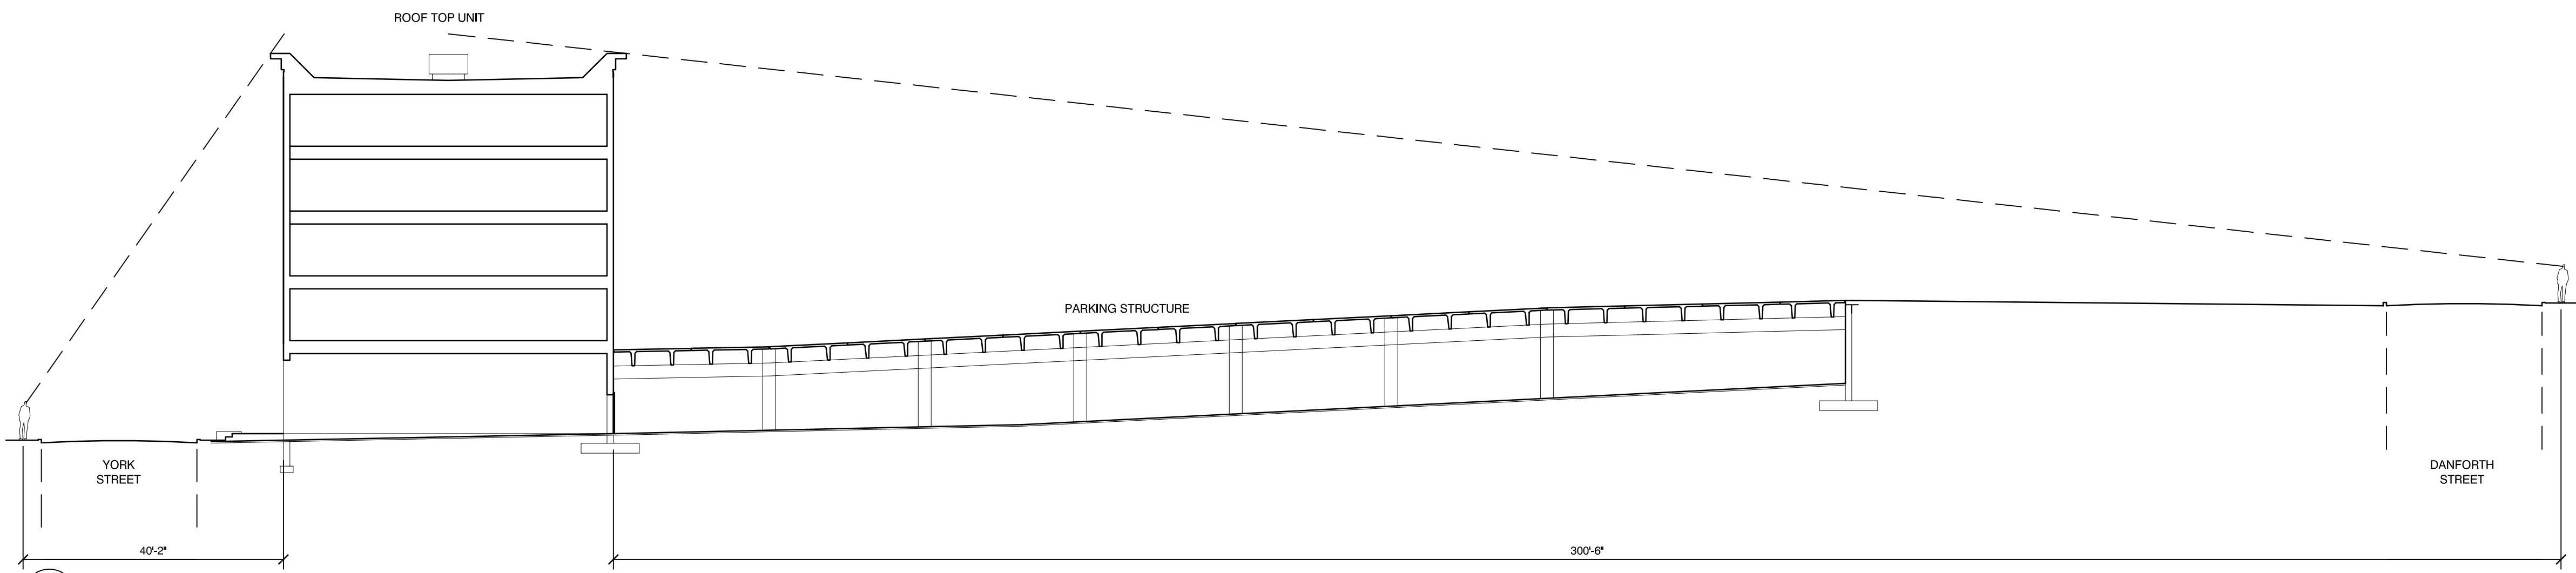 ROOF TOP UNIT
PARKING STRUCTURE
YORK
STREET
DANFORTH
STREET
40'-2"
300'-6"